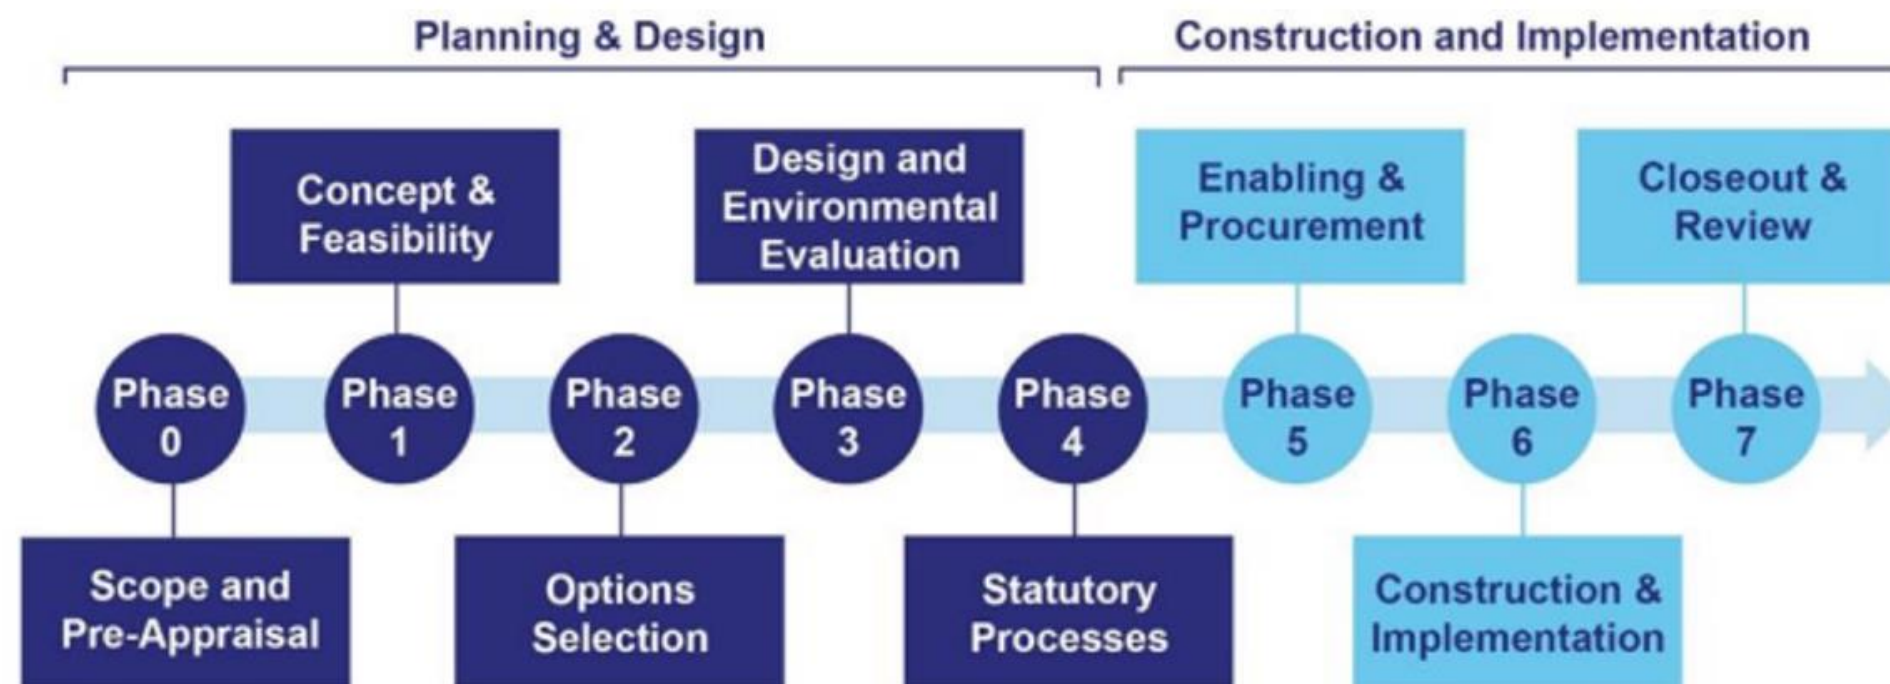 Planning & Design
Construction and Implementation
Concept &
Feasibility
Design and
Environmental
Evaluation
Enabling &
Procurement
Closeout &
Review
Phase
0
Phase
1
Phase
2
Phase
3
Phase
4
Phase
5
Phase
6
Phase
7
Scope and
Pre-Appraisal
Options
Selection
Statutory
Processes
Construction &
Implementation